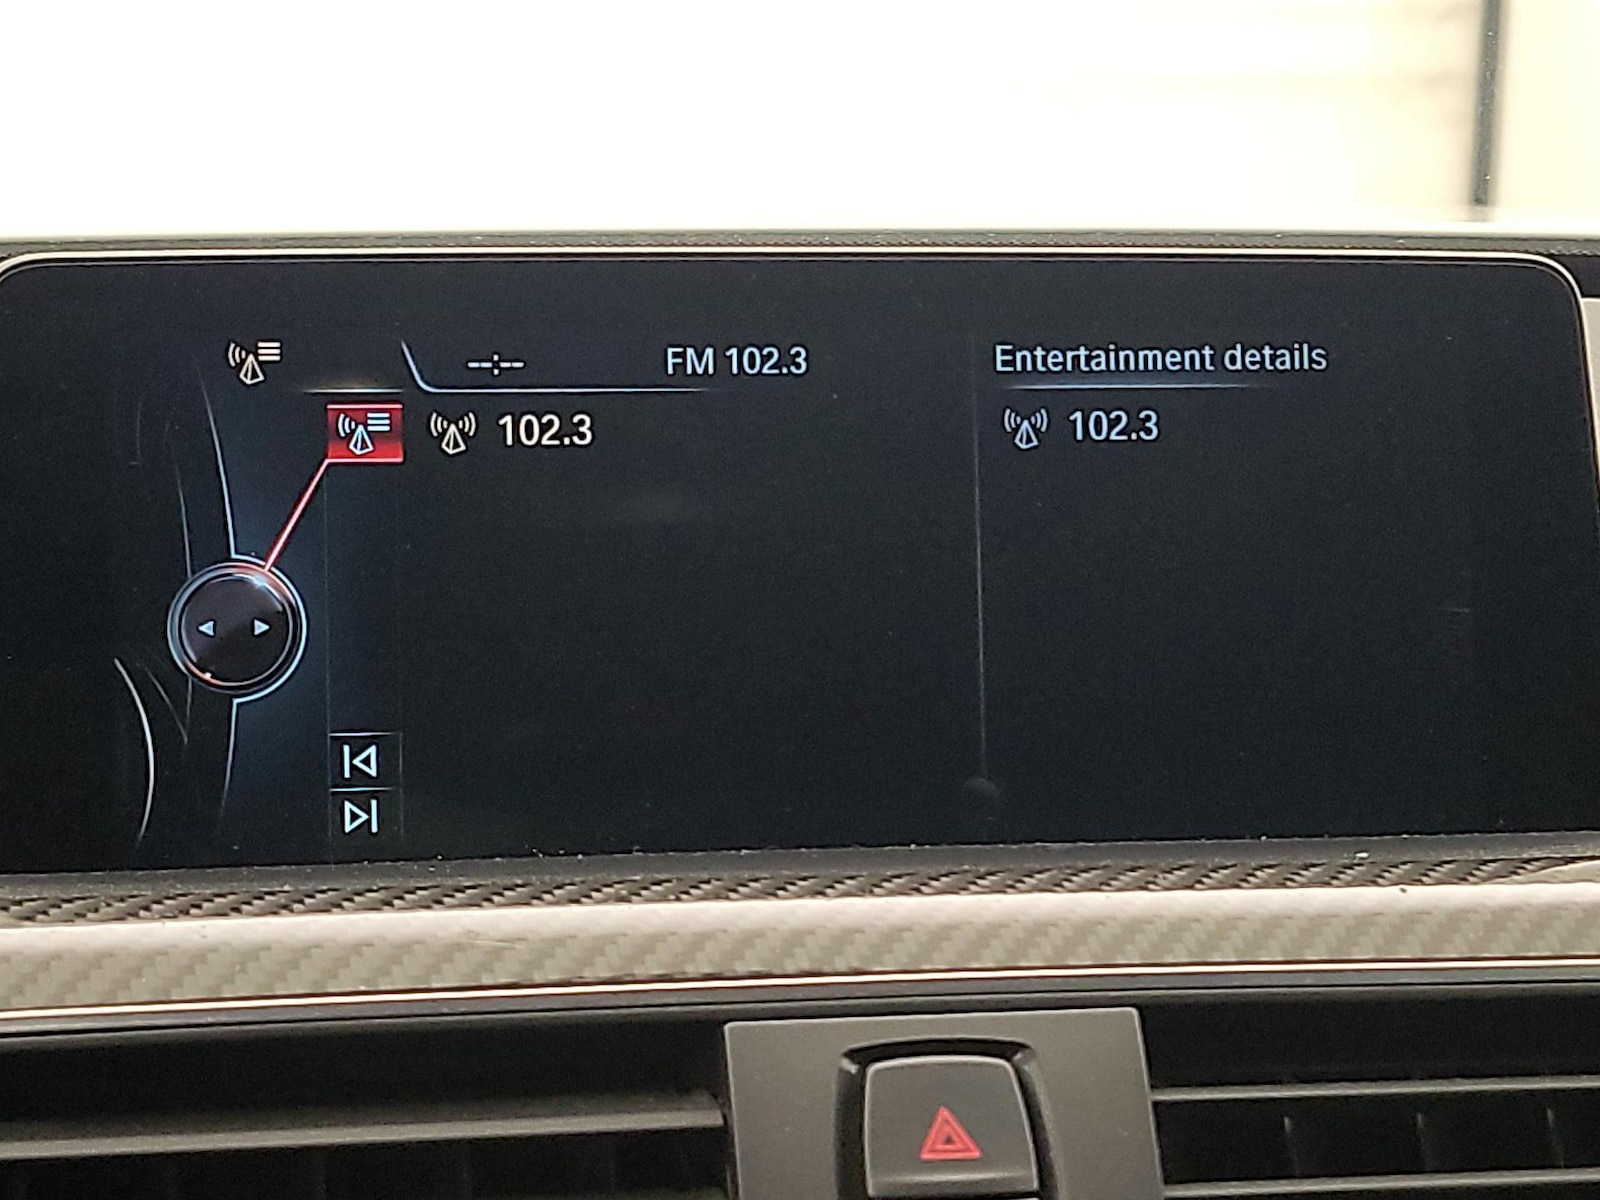 --:-- FM 102.3
102.3
Entertainment details
102.3